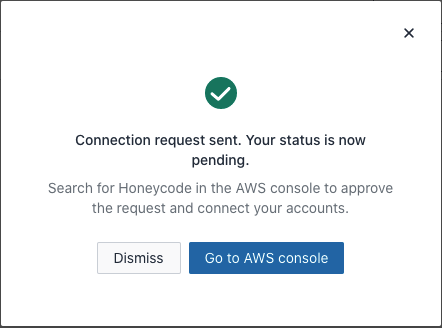 Connection request sent. Your status is now
pending.
Search for Honeycode in the AWS console to approve
the request and connect your accounts.
Dismiss
Go to AWS console